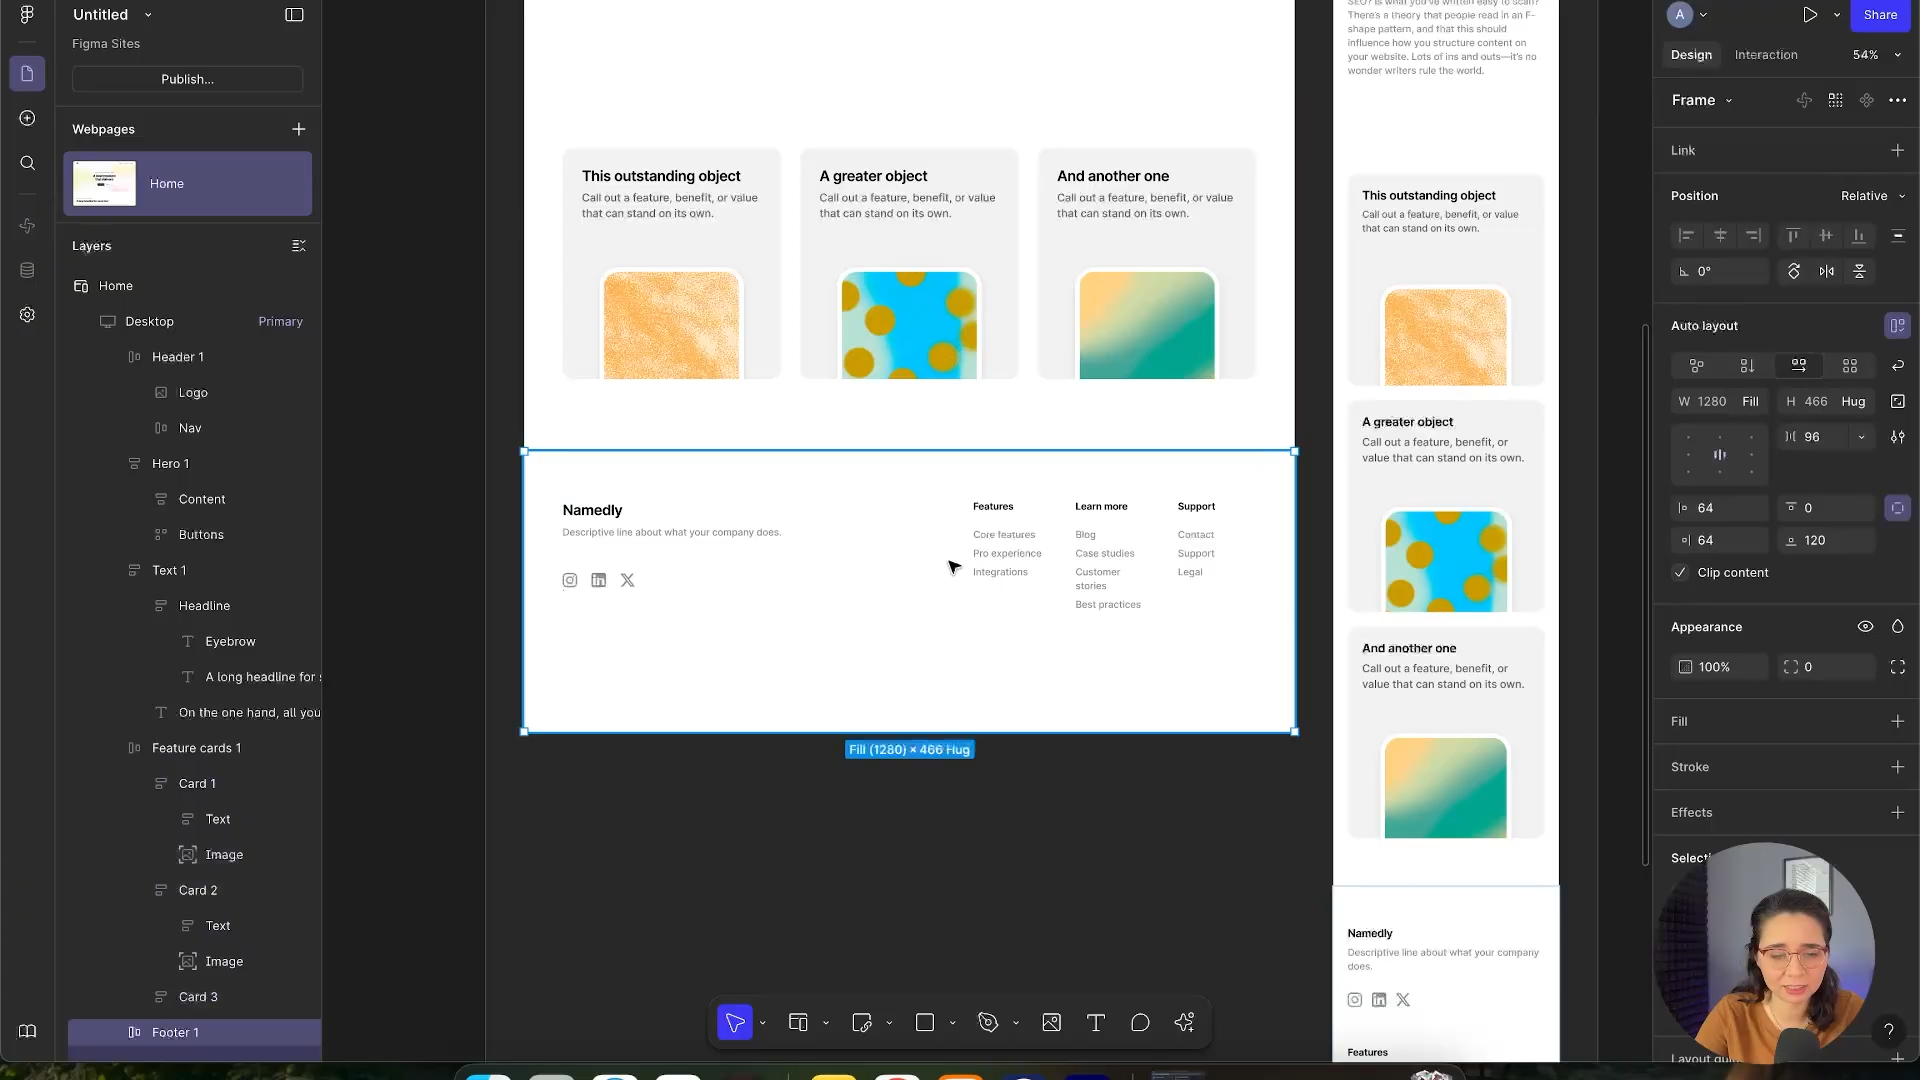 Untitled
Figma Sites
Publish...
Webpages
Home
Layers
Home
Desktop
Primary
Header 1
Logo
Nav
Hero 1
Content
Buttons
Text 1
Headline
Eyebrow
A long headline for
On the one hand, all you
Feature cards 1
Card 1
Text
Image
Card 2
Text
Image
Card 3
Footer 1
This outstanding object
Call out a feature, benefit, or value
that can stand on its own.
A greater object
Call out a feature, benefit, or value
that can stand on its own.
And another one
Call out a feature, benefit, or value
that can stand on its own.
Namedly
Descriptive line about what your company does.
Features
Core features
Pro experience
Integrations
Learn more
Blog
Case studies
Customer
stories
Best practices
Support
Contact
Support
Legal
Fill (1280) × 466 Hug
SEO? Is what you've written easy to scan?
There's a theory that people read in an F-
shape pattern, and that this should
influence how you structure content on
your website. Lots of ins and outs—it's no
wonder writers rule the world.
This outstanding object
Call out a feature, benefit, or value
that can stand on its own.
A greater object
Call out a feature, benefit, or
value that can stand on its own.
And another one
Call out a feature, benefit, or
value that can stand on its own.
Namedly
Descriptive line about what your company
does.
Features
A
Share
Design
Interaction
54%
Frame
Link
Position
Relative
0°
Auto layout
W 1280 Fill
H 466 Hug
96
64
0
64
120
Clip content
Appearance
100%
0
Fill
Stroke
Effects
Selecti
Layout gu
?